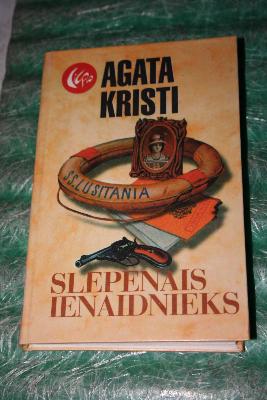 AGATA
KRISTI
S.S. LUSITANIA
SLEPENAIS
IENAIDNIEKS